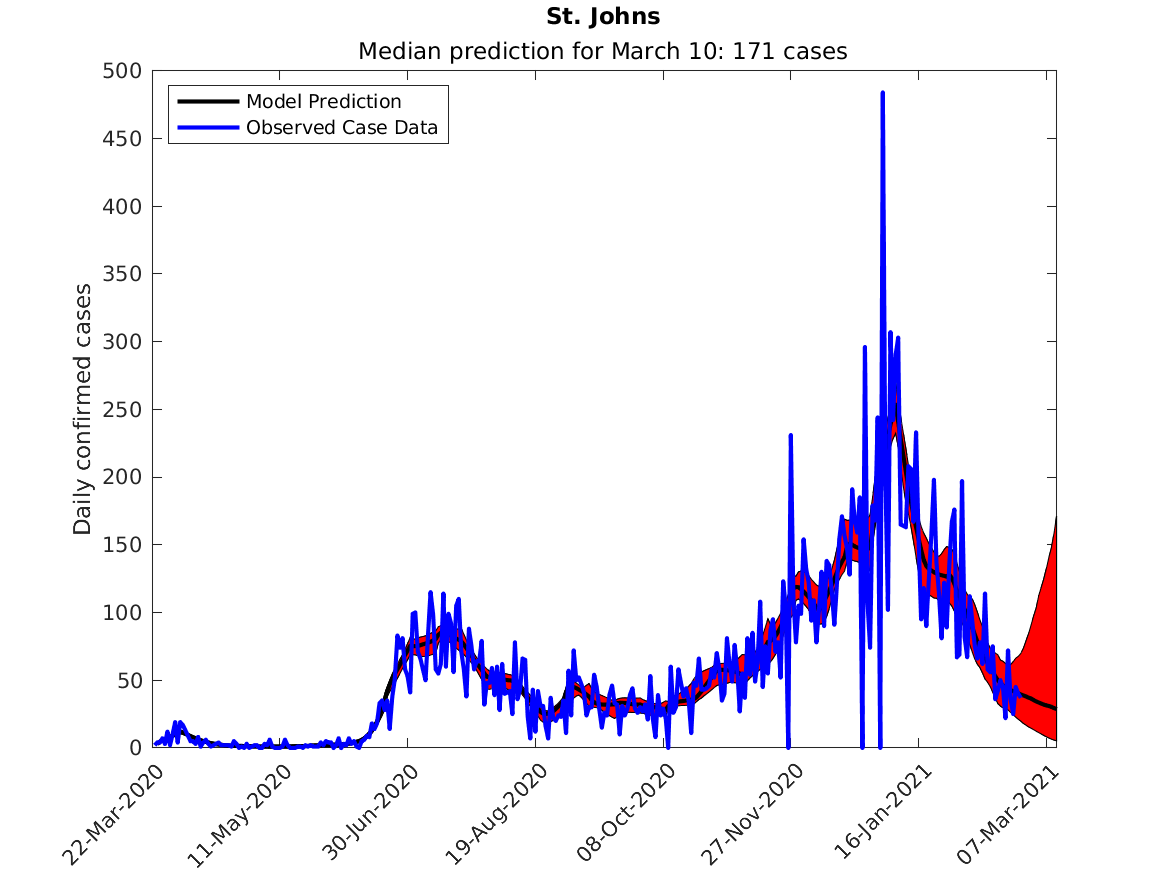 St. Johns
Median prediction for March 10: 171 cases
500
450
400
350
300
250
200
150
100
50
0
Daily confirmed cases
Model Prediction
Observed Case Data
22-Mar-2020
11-May-2020
30-Jun-2020
19-Aug-2020
08-Oct-2020
27-Nov-2020
16-Jan-2021
07-Mar-2021